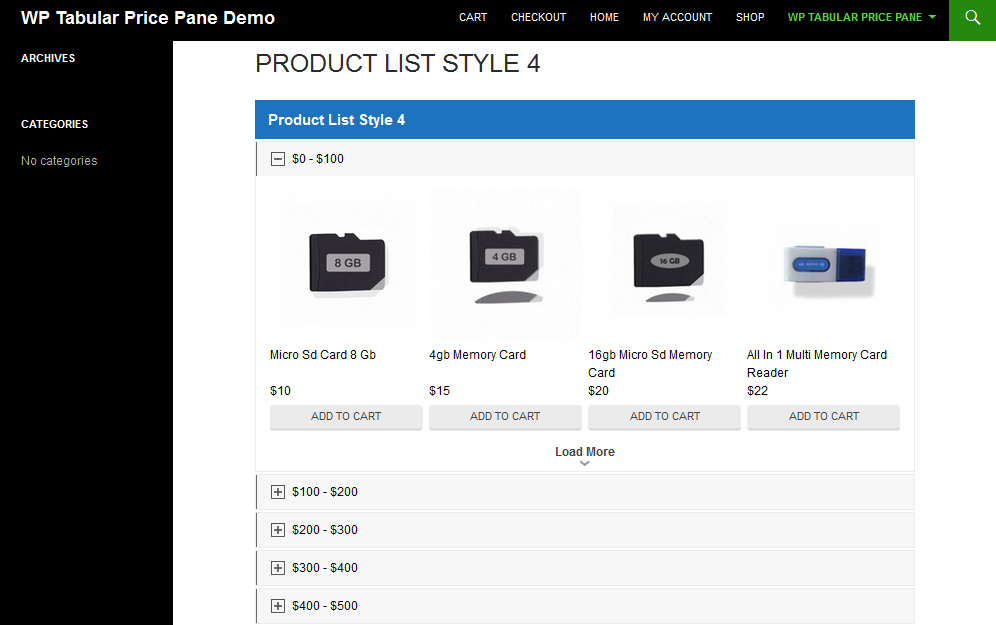 WP Tabular Price Pane Demo
CART CHECKOUT HOME MY ACCOUNT SHOP WP TABULAR PRICE PANE
ARCHIVES
CATEGORIES
No categories
PRODUCT LIST STYLE 4
Product List Style 4
$0 - $100
8 GB
4 GB
16 GB
Micro Sd Card 8 Gb
$10
ADD TO CART
4gb Memory Card
$15
ADD TO CART
16gb Micro Sd Memory
Card
$20
ADD TO CART
All In 1 Multi Memory Card
Reader
$22
ADD TO CART
Load More
$100 - $200
$200 - $300
$300 - $400
$400 - $500